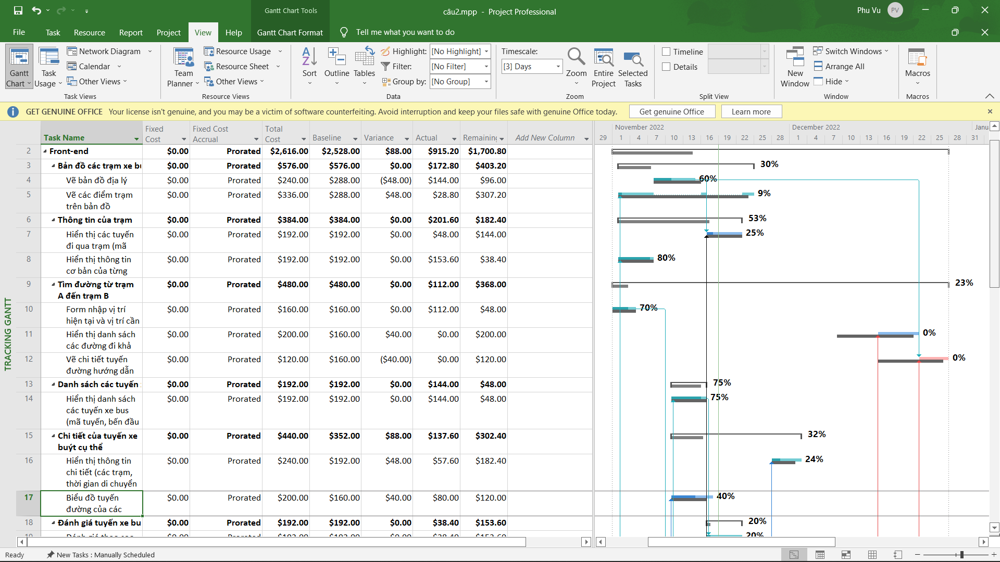 Gantt Chart Tools
câu2.mpp - Project Professional
Phu Vu
PV
File
Task
Resource
Report
Project
View
Help
Gantt Chart Format
Tell me what you want to do
Gantt Chart
Task Usage
Network Diagram
Calendar
Other Views
Task Views
Team Planner
Resource Usage
Resource Sheet
Other Views
Resource Views
Sort
Outline
Tables
Highlight: [No Highlight]
Filter: [No Filter]
Group by: [No Group]
Data
Timescale:
[3] Days
Zoom
Entire Project
Selected Tasks
Zoom
Timeline
Details
Split View
New Window
Switch Windows
Arrange All
Hide
Window
Macros
Macros
GET GENUINE OFFICE Your license isn't genuine, and you may be a victim of software counterfeiting. Avoid interruption and keep your files safe with genuine Office today.
Get genuine Office
Learn more
TRACKING GANTT
Task Name
Fixed Cost
Fixed Cost Accrual
Total Cost
Baseline
Variance
Actual
Remaining
Add New Column
November 2022
December 2022
Janu
29 1 4 7 10 13 16 19 22 25 28 1 4 7 10 13 16 19 22 25 28 31
2 Front-end $0.00 Prorated $2,616.00 $2,528.00 $88.00 $915.20 $1,700.80
3 Bản đồ các trạm xe bu $0.00 Prorated $576.00 $576.00 $0.00 $172.80 $403.20 30%
4 Vẽ bản đồ địa lý $0.00 Prorated $240.00 $288.00 ($48.00) $144.00 $96.00 60%
5 Vẽ các điểm trạm $0.00 Prorated $336.00 $288.00 $48.00 $28.80 $307.20 9%
trên bản đồ
6 Thông tin của trạm $0.00 Prorated $384.00 $384.00 $0.00 $201.60 $182.40 53%
7 Hiển thị các tuyến $0.00 Prorated $192.00 $192.00 $0.00 $48.00 $144.00 25%
đi qua trạm (mã
8 Hiển thị thông tin $0.00 Prorated $192.00 $192.00 $0.00 $153.60 $38.40 80%
cơ bản của từng
9 Tìm đường từ trạm $0.00 Prorated $480.00 $480.00 $0.00 $112.00 $368.00 23%
A đến trạm B
10 Form nhập vị trí $0.00 Prorated $160.00 $160.00 $0.00 $112.00 $48.00 70%
hiện tại và vị trí cần
11 Hiển thị danh sách $0.00 Prorated $200.00 $160.00 $40.00 $0.00 $200.00 0%
các đường đi khả
12 Vẽ chi tiết tuyến $0.00 Prorated $120.00 $160.00 ($40.00) $0.00 $120.00 0%
đường hướng dẫn
13 Danh sách các tuyến $0.00 Prorated $192.00 $192.00 $0.00 $144.00 $48.00 75%
14 Hiển thị danh sách $0.00 Prorated $192.00 $192.00 $0.00 $144.00 $48.00 75%
các tuyến xe bus
(mã tuyến, bến đầu
15 Chi tiết của tuyến xe $0.00 Prorated $440.00 $352.00 $88.00 $137.60 $302.40 32%
buýt cụ thể
16 Hiển thị thông tin $0.00 Prorated $240.00 $192.00 $48.00 $57.60 $182.40 24%
chi tiết (các trạm,
thời gian di chuyển
17 Biểu đồ tuyến $0.00 Prorated $200.00 $160.00 $40.00 $80.00 $120.00 40%
đường của các
18 Đánh giá tuyến xe bu $0.00 Prorated $192.00 $192.00 $0.00 $38.40 $153.60 20%
20%
Ready
New Tasks : Manually Scheduled